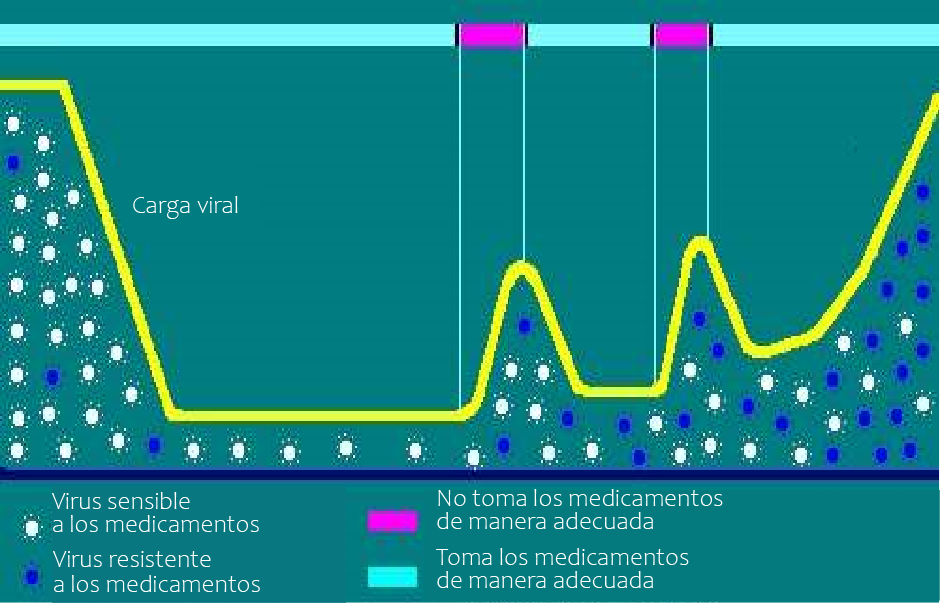 Carga viral
Virus sensible
a los medicamentos
Virus resistente
a los medicamentos
No toma los medicamentos
de manera adecuada
Toma los medicamentos
de manera adecuada